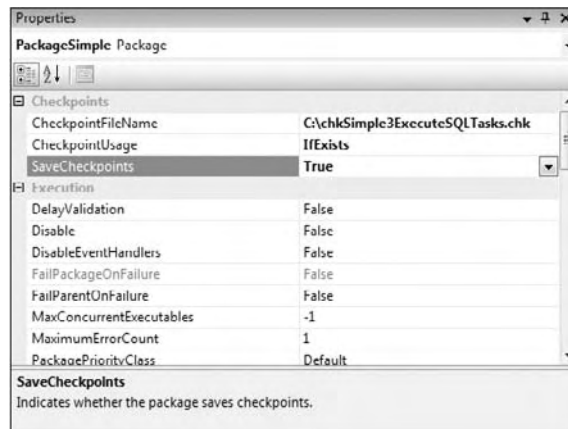 Properties
PackageSimple Package
Checkpoints
CheckpointFileName C:\chkSimple3ExecuteSQLTasks.chk
CheckpointUsage IfExists
SaveCheckpoints True
Execution
DelayValidation False
Disable False
DisableEventHandlers False
FailPackageOnFailure False
FailParentOnFailure False
MaxConcurrentExecutables -1
MaximumErrorCount 1
PackagePriorityClass Default
SaveCheckpoints
Indicates whether the package saves checkpoints.